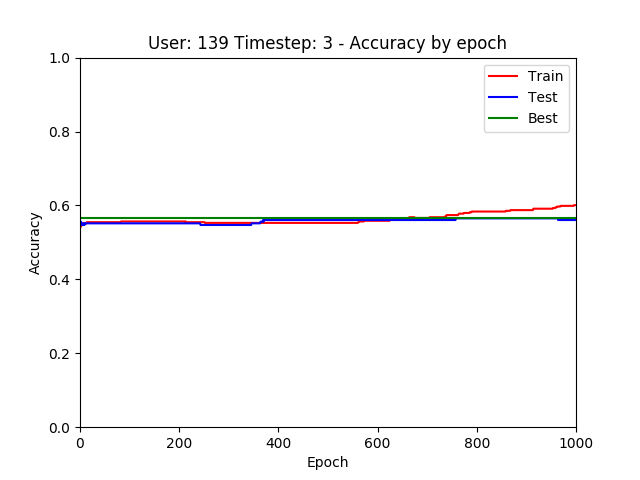 User: 139 Timestep: 3 - Accuracy by epoch
Train
Test
Best
1.0
0.8
0.6
0.4
0.2
0.0
Accuracy
0 200 400 600 800 1000
Epoch